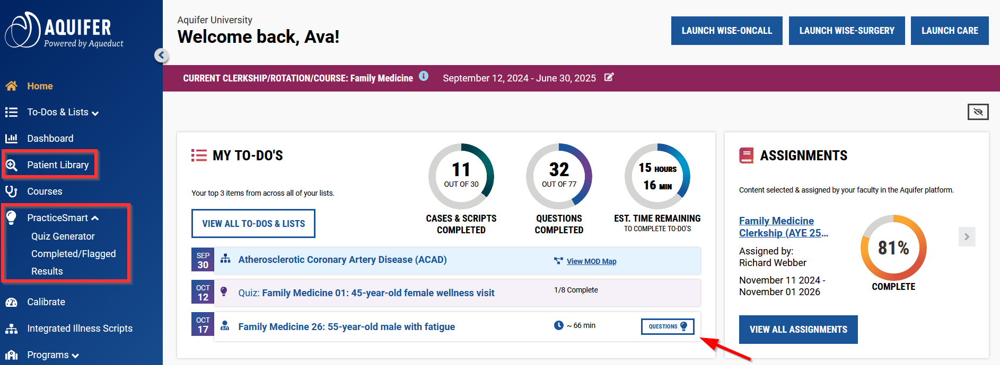 AQUIFER
Powered by Aqueduct
Home
To-Dos & Lists
Dashboard
Patient Library
Courses
PracticeSmart
Quiz Generator
Completed/Flagged
Results
Calibrate
Integrated Illness Scripts
Programs
Aquifer University
Welcome back, Ava!
LAUNCH WISE-ONCALL
LAUNCH WISE-SURGERY
LAUNCH CARE
CURRENT CLERKSHIP/ROTATION/COURSE: Family Medicine
September 12, 2024 - June 30, 2025
MY TO-DO'S
Your top 3 items from across all of your lists.
VIEW ALL TO-DOS & LISTS
11
OUT OF 30
CASES & SCRIPTS
COMPLETED
32
OUT OF 77
QUESTIONS
COMPLETED
15 HOURS
16 MIN
EST. TIME REMAINING
TO COMPLETE TO-DO'S
SEP
30
Atherosclerotic Coronary Artery Disease (ACAD)
View MOD Map
OCT
12
Quiz: Family Medicine 01: 45-year-old female wellness visit
1/8 Complete
OCT
17
Family Medicine 26: 55-year-old male with fatigue
~ 66 min
QUESTIONS
ASSIGNMENTS
Content selected & assigned by your faculty in the Aquifer platform.
Family Medicine
Clerkship (AYE 25...
Assigned by:
Richard Webber
November 11 2024 -
November 01 2026
81%
COMPLETE
VIEW ALL ASSIGNMENTS